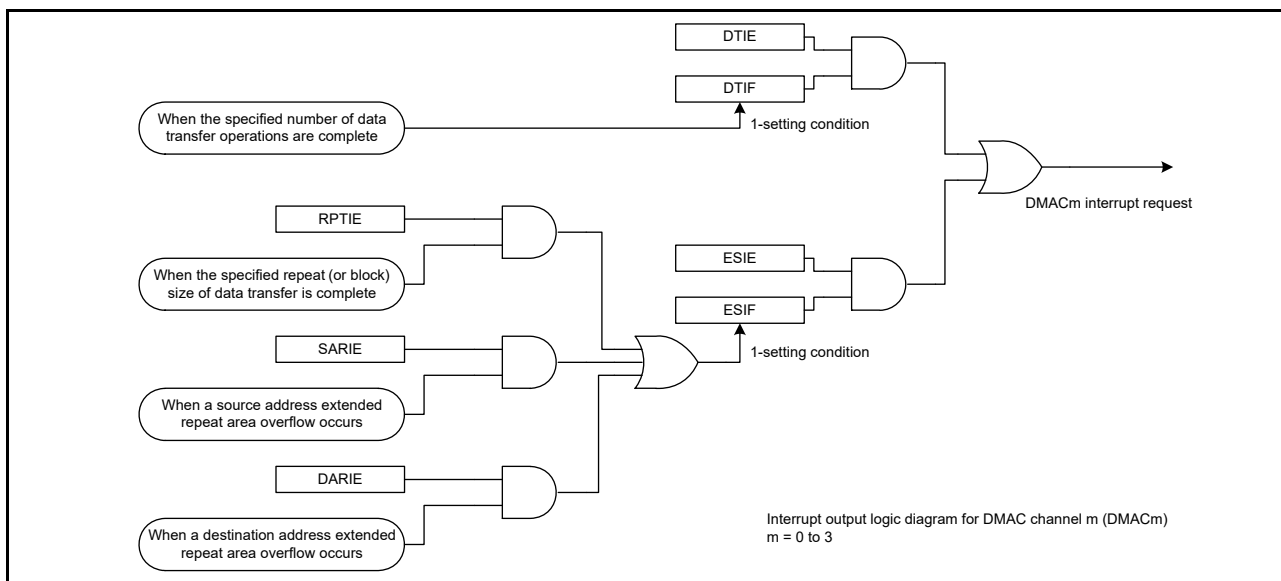 DTIE
DTIF
When the specified number of data
transfer operations are complete
1-setting condition
DMACm interrupt request
RPTIE
When the specified repeat (or block)
size of data transfer is complete
ESIE
ESIF
1-setting condition
SARIE
When a source address extended
repeat area overflow occurs
DARIE
When a destination address extended
repeat area overflow occurs
Interrupt output logic diagram for DMAC channel m (DMACm)
m = 0 to 3